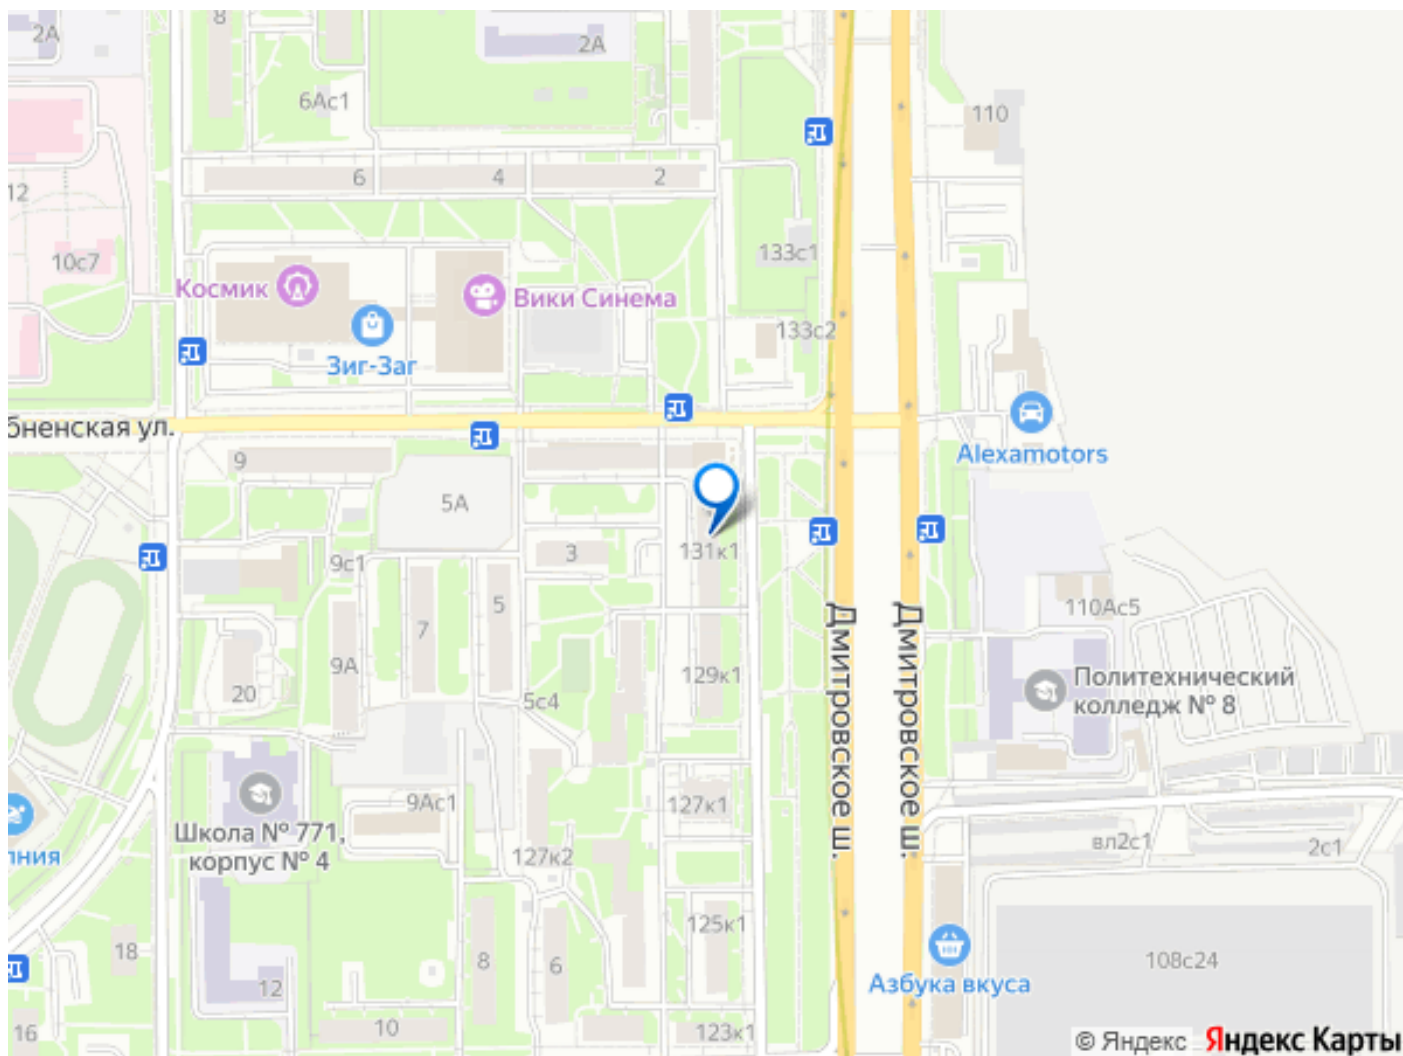 8
2А
2А
6Ас1
110
6
4
2
12
133с1
10с7
Космик
Вики Синема
133с2
Зиг-Заг
бненская ул.
Alexamotors
9
5А
131к1
3
9с1
110Ас5
5
7
Дмитровское ш.
Дмитровское ш.
9А
129к1
Политехнический
колледж № 8
20
5с4
127к1
9Ас1
Школа № 771,
корпус № 4
вл2с1
2с1
пния
127к2
125к1
18
8
6
108с24
Азбука вкуса
12
16
10
123к1
© Яндекс Яндекс Карты